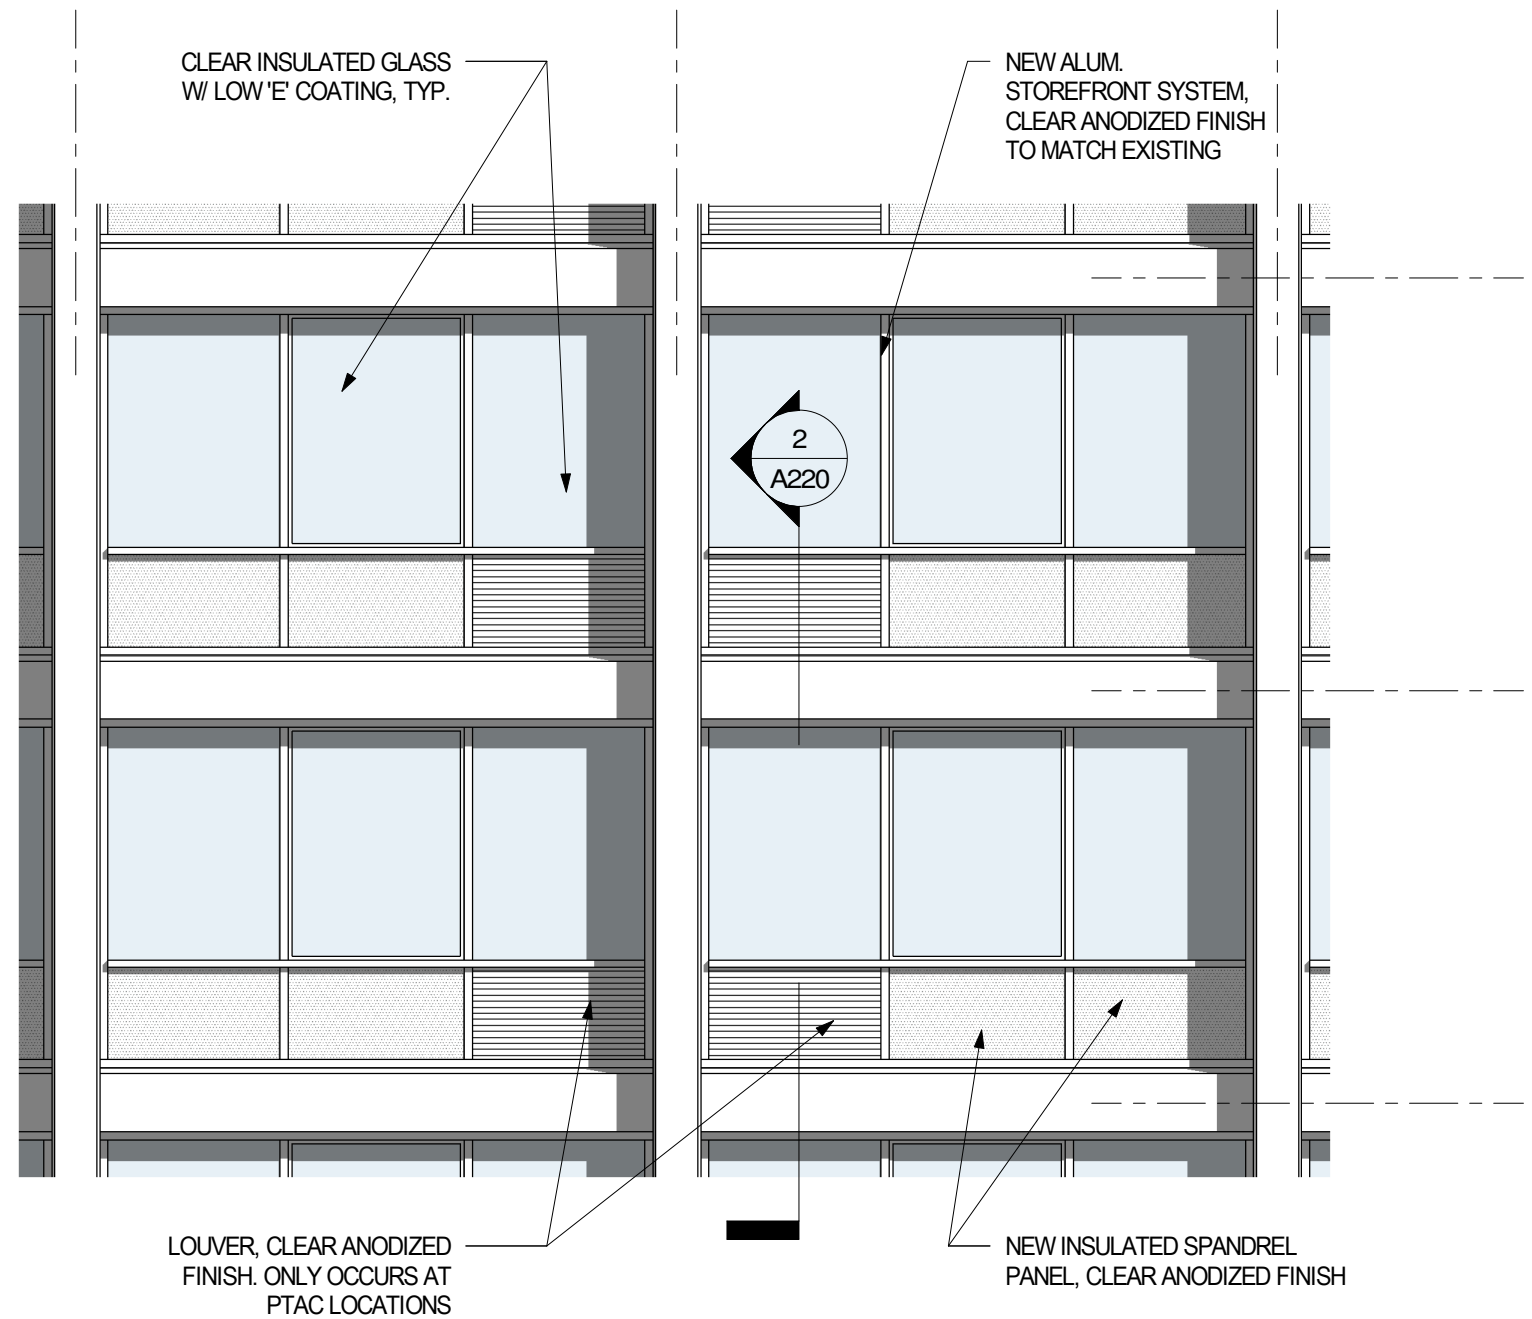 CLEAR INSULATED GLASS
W/ LOW 'E' COATING, TYP.
NEW ALUM.
STOREFRONT SYSTEM,
CLEAR ANODIZED FINISH
TO MATCH EXISTING
2
A220
LOUVER, CLEAR ANODIZED
FINISH. ONLY OCCURS AT
PTAC LOCATIONS
NEW INSULATED SPANDREL
PANEL, CLEAR ANODIZED FINISH